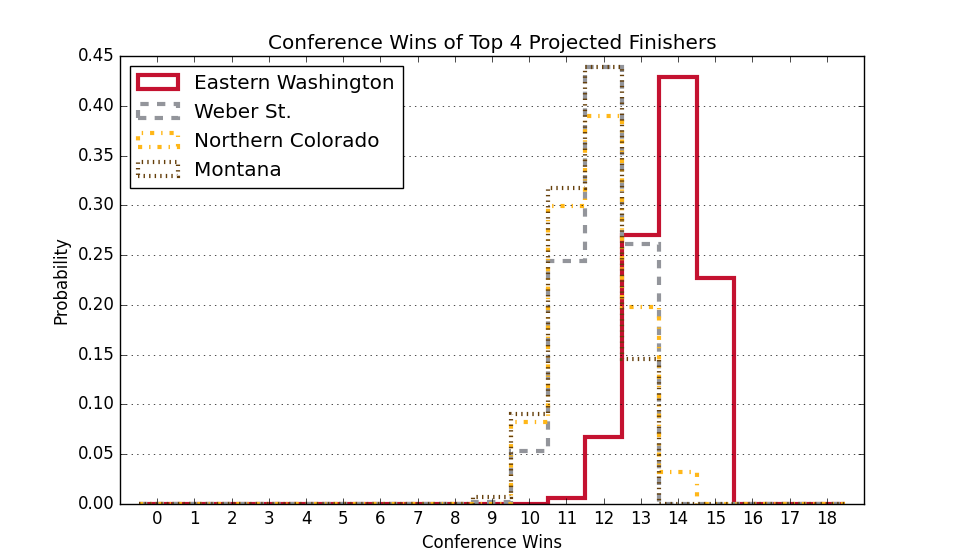 Conference Wins of Top 4 Projected Finishers
0.45
0.40
0.35
0.30
0.25
0.20
0.15
0.10
0.05
0.00
Probability
Eastern Washington
Weber St.
Northern Colorado
Montana
0 1 2 3 4 5 6 7 8 9 10 11 12 13 14 15 16 17 18
Conference Wins